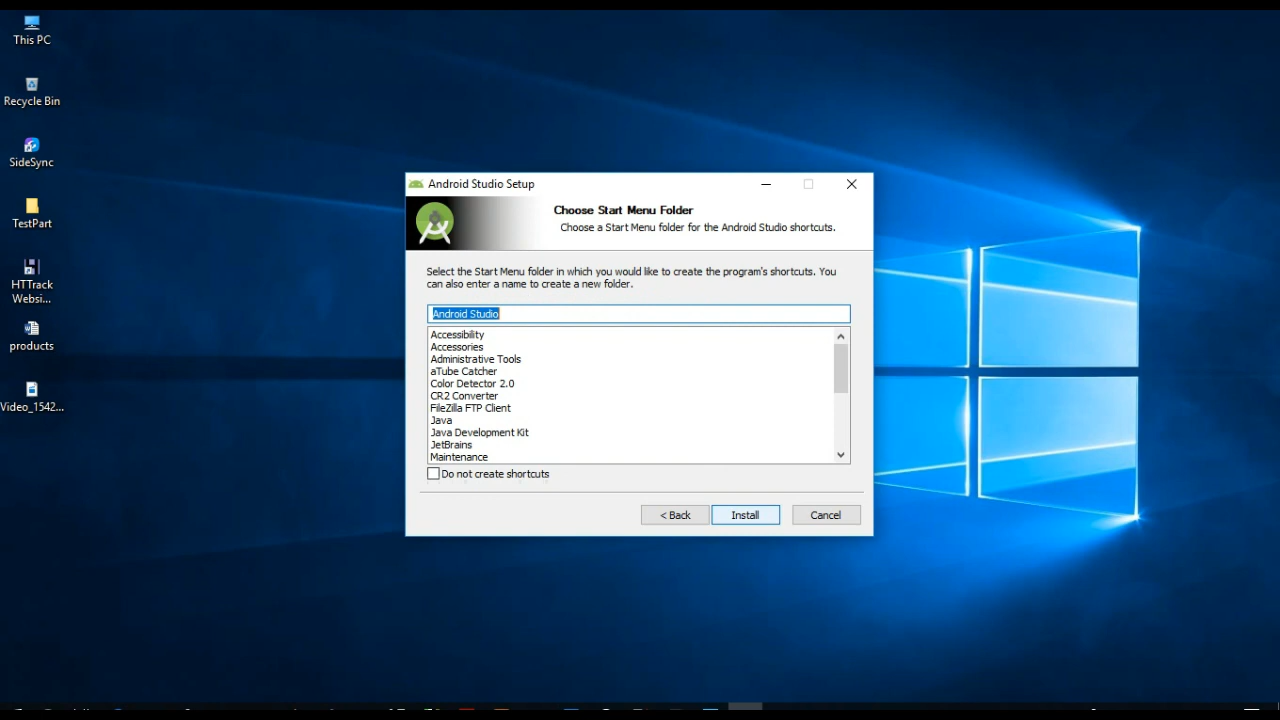 This PC
Recycle Bin
SideSync
TestPart
HTTrack
Websi...
products
Video_1542...
Android Studio Setup
Choose Start Menu Folder
Choose a Start Menu folder for the Android Studio shortcuts.
Select the Start Menu folder in which you would like to create the program's shortcuts. You
can also enter a name to create a new folder.
Android Studio
Accessibility
Accessories
Administrative Tools
aTube Catcher
Color Detector 2.0
CR2 Converter
FileZilla FTP Client
Java
Java Development Kit
JetBrains
Maintenance
Do not create shortcuts
< Back
Install
Cancel